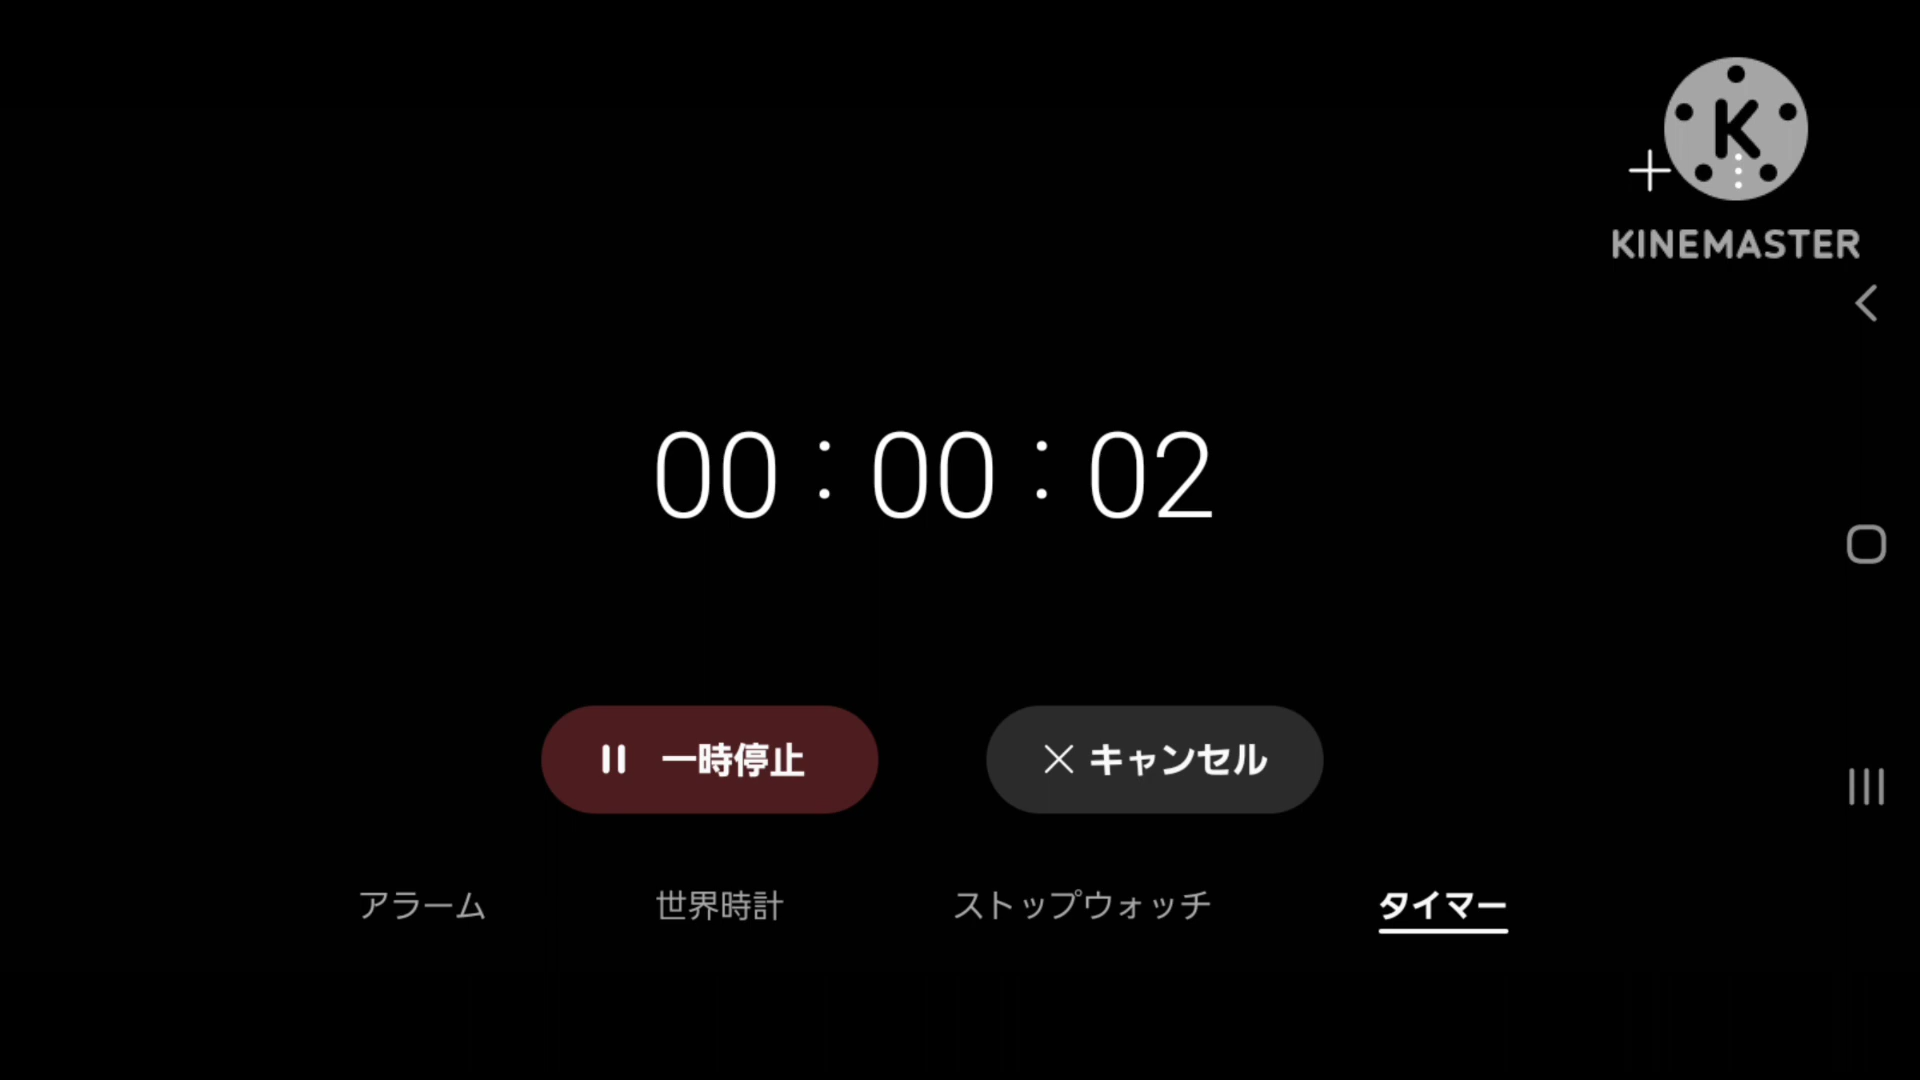 K
KINEMASTER
00:00:02
一時停止
キャンセル
アラーム
世界時計
ストップウォッチ
タイマー